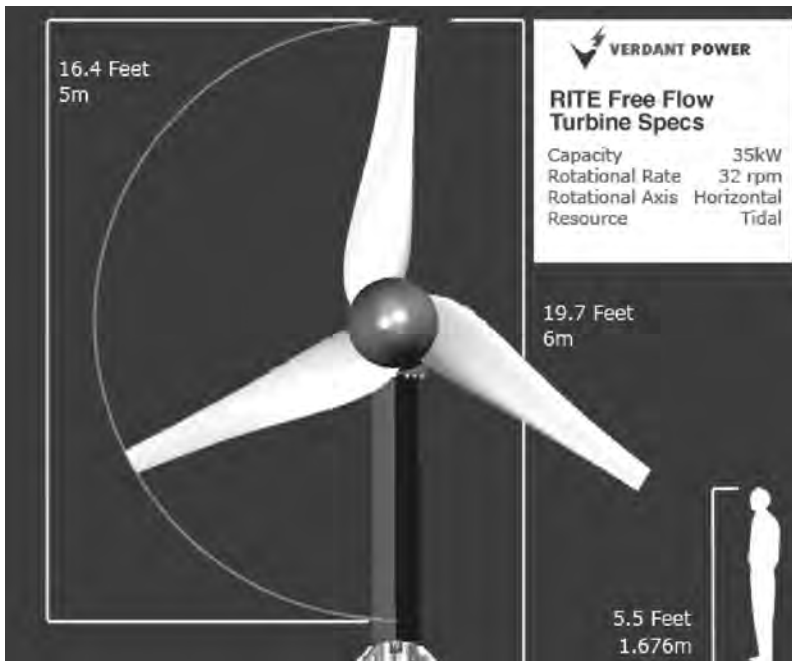 16.4 Feet
5m
VERDANT POWER
RITE Free Flow
Turbine Specs
Capacity 35kW
Rotational Rate 32 rpm
Rotational Axis Horizontal
Resource Tidal
19.7 Feet
6m
5.5 Feet
1.676m